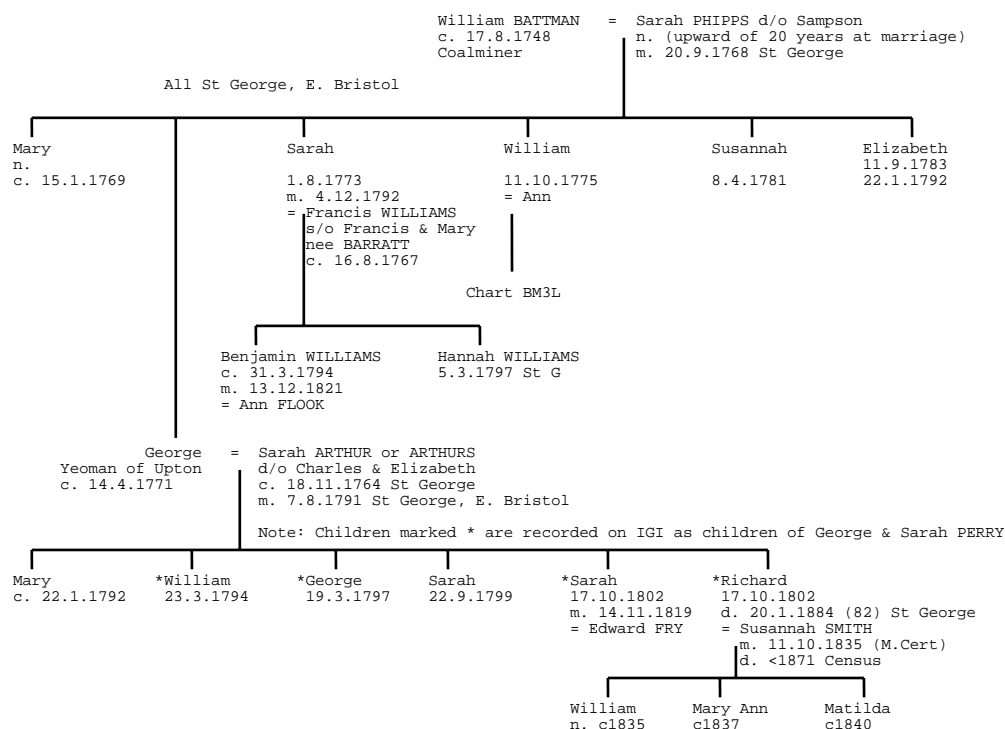 William BATTMAN = Sarah PHIPPS d/o Sampson
c. 17.8.1748 n. (upward of 20 years at marriage)
Coalminer m. 20.9.1768 St George
All St George, E. Bristol
Mary Sarah William Susannah Elizabeth
n. 11.9.1783
c. 15.1.1769 1.8.1773 11.10.1775 8.4.1781 22.1.1792
m. 4.12.1792 = Ann
= Francis WILLIAMS
s/o Francis & Mary
nee BARRATT
c. 16.8.1767
Chart BM3L
Benjamin WILLIAMS Hannah WILLIAMS
c. 31.3.1794 5.3.1797 St G
m. 13.12.1821
= Ann FLOOK
George = Sarah ARTHUR or ARTHURS
Yeoman of Upton d/o Charles & Elizabeth
c. 14.4.1771 c. 18.11.1764 St George
m. 7.8.1791 St George, E. Bristol
Note: Children marked * are recorded on IGI as children of George & Sarah PERRY
Mary *William *George Sarah *Sarah *Richard
c. 22.1.1792 23.3.1794 19.3.1797 22.9.1799 17.10.1802 17.10.1802
m. 14.11.1819 d. 20.1.1884 (82) St George
= Edward FRY = Susannah SMITH
m. 11.10.1835 (M.Cert)
d. <1871 Census
William Mary Ann Matilda
n. c1835 c1837 c1840